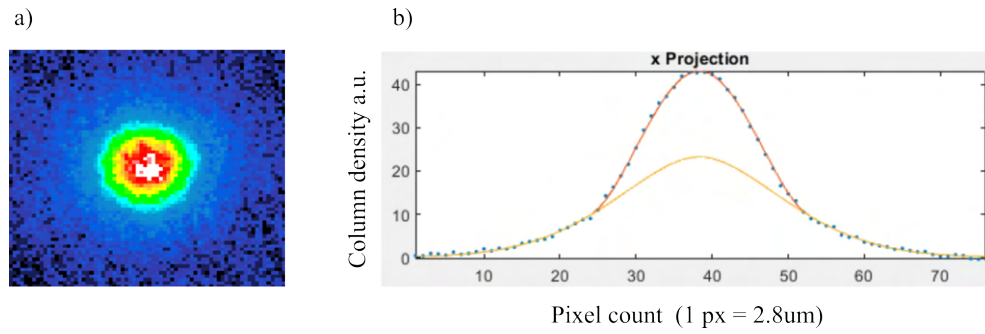 a)
b)
x Projection
Column density a.u.
40
30
20
10
0
10 20 30 40 50 60 70
Pixel count (1 px = 2.8um)